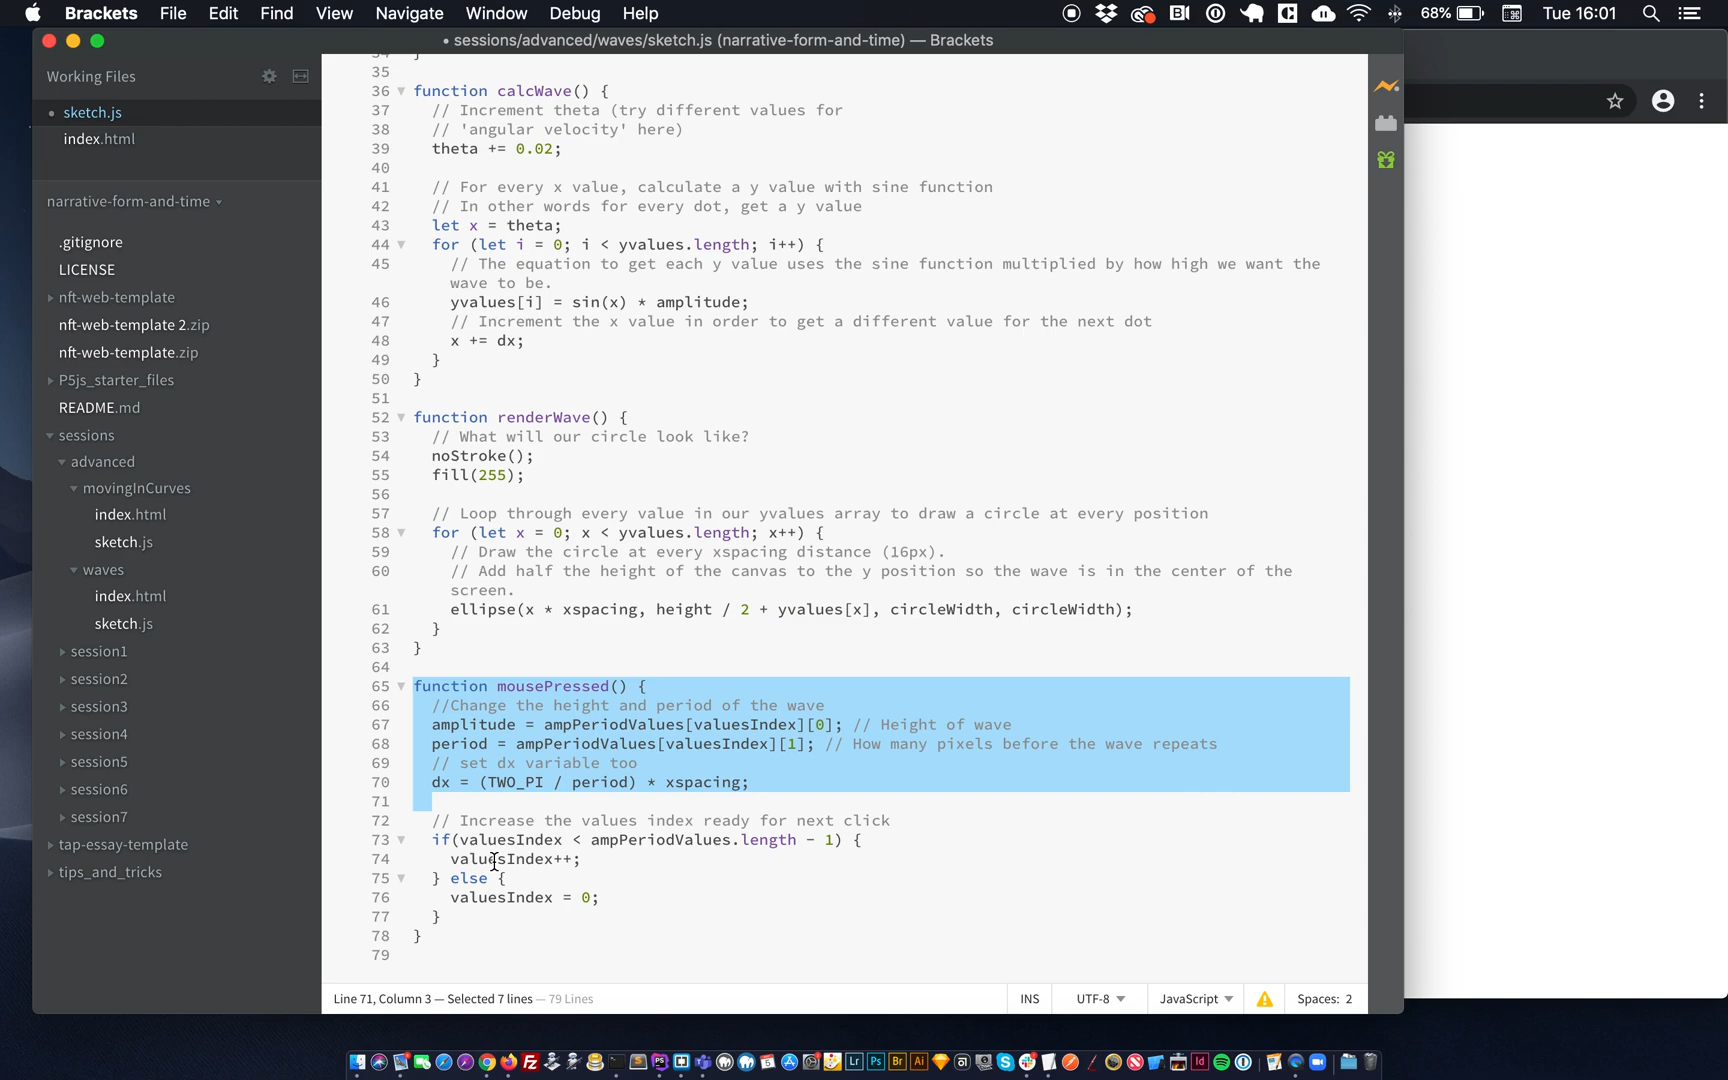 Brackets File Edit Find View Navigate Window Debug Help 68% Tue 16:01
• sessions/advanced/waves/sketch.js (narrative-form-and-time) — Brackets
Working Files
sketch.js
index.html
narrative-form-and-time
.gitignore
LICENSE
nft-web-template
nft-web-template 2.zip
nft-web-template.zip
P5js_starter_files
README.md
sessions
advanced
movingInCurves
index.html
sketch.js
waves
index.html
sketch.js
session1
session2
session3
session4
session5
session6
session7
tap-essay-template
tips_and_tricks
34 }
35
36 function calcWave() {
37 // Increment theta (try different values for
38 // 'angular velocity' here)
39 theta += 0.02;
40
41 // For every x value, calculate a y value with sine function
42 // In other words for every dot, get a y value
43 let x = theta;
44 for (let i = 0; i < yvalues.length; i++) {
45 // The equation to get each y value uses the sine function multiplied by how high we want the
wave to be.
46 yvalues[i] = sin(x) * amplitude;
47 // Increment the x value in order to get a different value for the next dot
48 x += dx;
49 }
50 }
51
52 function renderWave() {
53 // What will our circle look like?
54 noStroke();
55 fill(255);
56
57 // Loop through every value in our yvalues array to draw a circle at every position
58 for (let x = 0; x < yvalues.length; x++) {
59 // Draw the circle at every xspacing distance (16px).
60 // Add half the height of the canvas to the y position so the wave is in the center of the
screen.
61 ellipse(x * xspacing, height / 2 + yvalues[x], circleWidth, circleWidth);
62 }
63 }
64
65 function mousePressed() {
66 //Change the height and period of the wave
67 amplitude = ampPeriodValues[valuesIndex][0]; // Height of wave
68 period = ampPeriodValues[valuesIndex][1]; // How many pixels before the wave repeats
69 // set dx variable too
70 dx = (TWO_PI / period) * xspacing;
71
72 // Increase the values index ready for next click
73 if(valuesIndex < ampPeriodValues.length - 1) {
74 valuesIndex++;
75 } else {
76 valuesIndex = 0;
77 }
78 }
79
Line 71, Column 3 — Selected 7 lines — 79 Lines INS UTF-8 JavaScript Spaces: 2